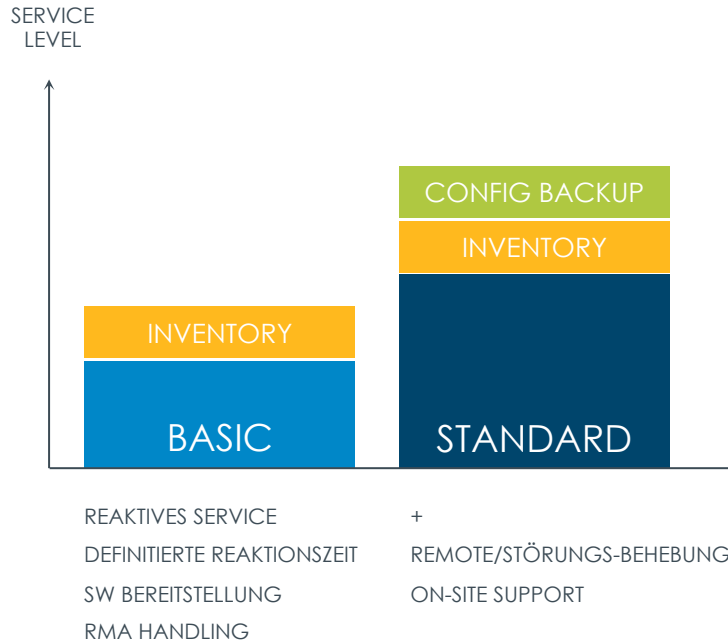 SERVICE
LEVEL
CONFIG BACKUP
INVENTORY
INVENTORY
BASIC
STANDARD
REAKTIVES SERVICE
DEFINITIERTE REAKTIONSZEIT
SW BEREITSTELLUNG
RMA HANDLING
+
REMOTE/STÖRUNGS-BEHEBUNG
ON-SITE SUPPORT